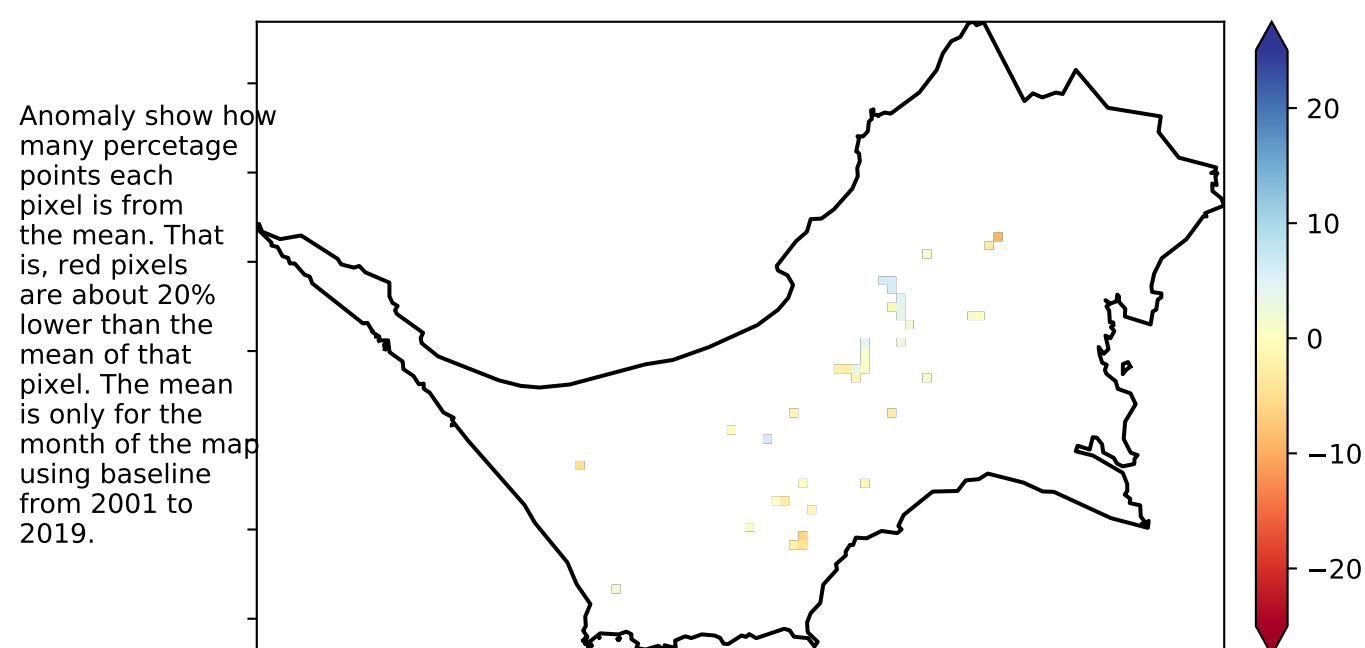 Anomaly show how
many percetage
points each
pixel is from
the mean. That
is, red pixels
are about 20%
lower than the
mean of that
pixel. The mean
is only for the
month of the map
using baseline
from 2001 to
2019.
20
10
0
−10
−20